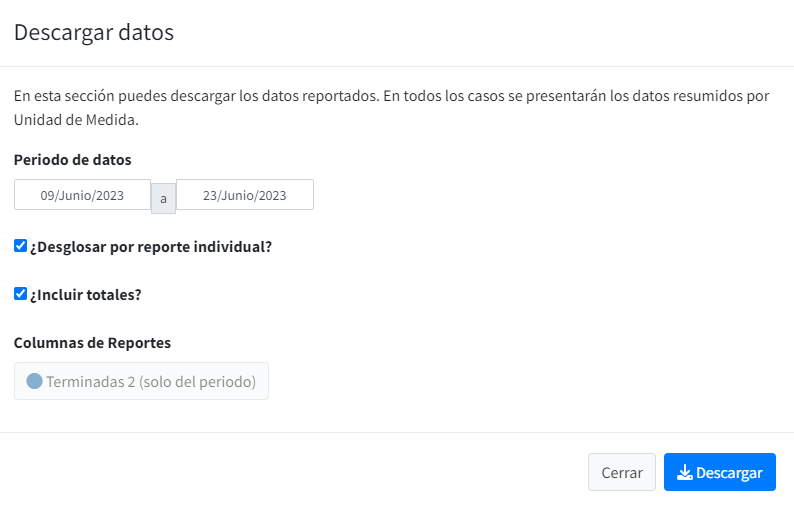 Descargar datos
En esta sección puedes descargar los datos reportados. En todos los casos se presentarán los datos resumidos por
Unidad de Medida.
Periodo de datos
09/Junio/2023 a 23/Junio/2023
¿Desglosar por reporte individual?
¿Incluir totales?
Columnas de Reportes
Terminadas 2 (solo del periodo)
Cerrar Descargar